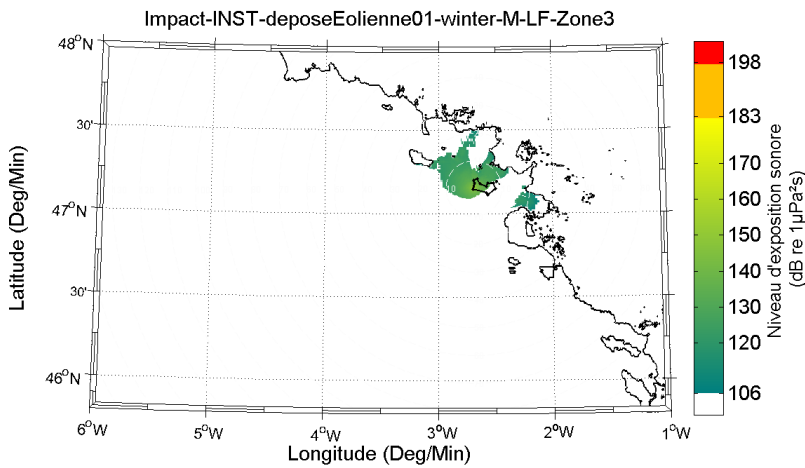 Impact-INST-deposeEolienne01-winter-M-LF-Zone3
48°N
30'
47°N
30'
46°N
6°W
5°W
4°W
3°W
2°W
1°W
Longitude (Deg/Min)
Latitude (Deg/Min)
10
198
183
170
160
150
140
130
120
106
Niveau d'exposition sonore
(dB re 1µPa²s)